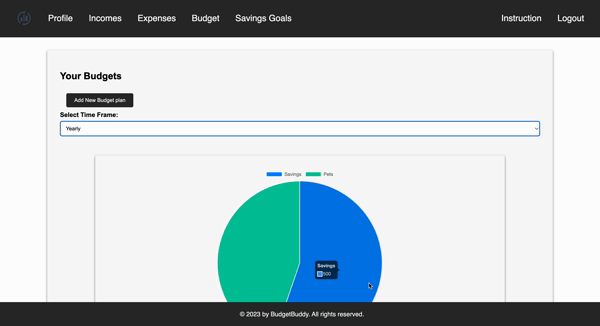 Profile Incomes Expenses Budget Savings Goals Instruction Logout
Your Budgets
Add New Budget plan
Select Time Frame:
Yearly
Savings Pets
Savings
500
© 2023 by BudgetBuddy. All rights reserved.